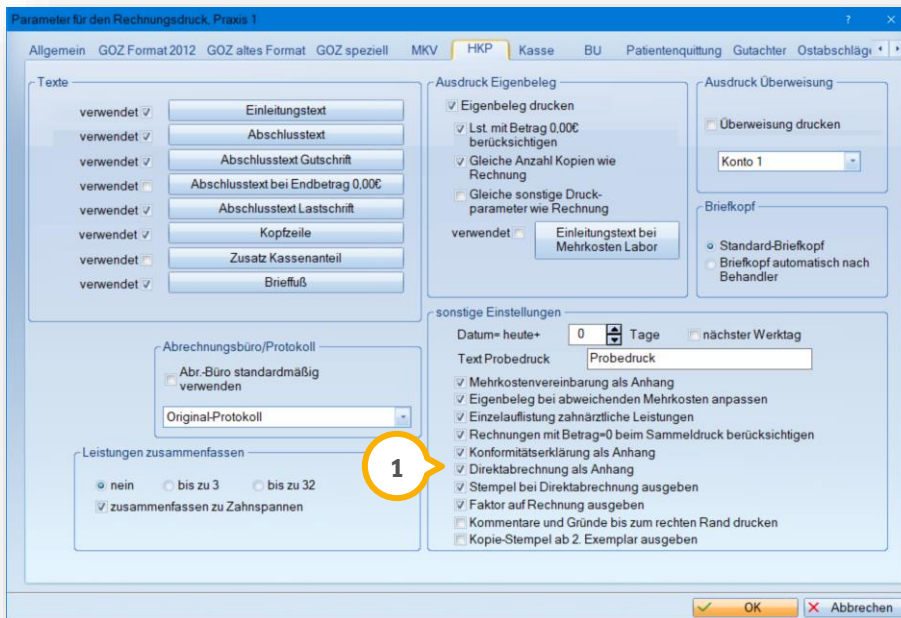 Parameter für den Rechnungsdruck, Praxis 1
Allgemein GOZ Format 2012 GOZ altes Format GOZ speziell MKV HKP Kasse BU Patientenquittung Gutachter Ostabschläge
Texte
verwendet Einleitungstext
verwendet Abschlusstext
verwendet Abschlusstext Gutschrift
verwendet Abschlusstext bei Endbetrag 0,00€
verwendet Abschlusstext Lastschrift
verwendet Kopfzeile
verwendet Zusatz Kassenanteil
verwendet Brieffuß
Ausdruck Eigenbeleg
Eigenbeleg drucken
Lst. mit Betrag 0,00€
berücksichtigen
Gleiche Anzahl Kopien wie
Rechnung
Gleiche sonstige Druck-
parameter wie Rechnung
verwendet Einleitungstext bei
Mehrkosten Labor
Ausdruck Überweisung
Überweisung drucken
Konto 1
Briefkopf
Standard-Briefkopf
Briefkopf automatisch nach
Behandler
Abrechnungsbüro/Protokoll
Abr.-Büro standardmäßig
verwenden
Original-Protokoll
Leistungen zusammenfassen
nein bis zu 3 bis zu 32
zusammenfassen zu Zahnspannen
sonstige Einstellungen
Datum= heute+ 0 Tage nächster Werktag
Text Probedruck Probedruck
Mehrkostenvereinbarung als Anhang
Eigenbeleg bei abweichenden Mehrkosten anpassen
Einzelauflistung zahnärztliche Leistungen
Rechnungen mit Betrag=0 beim Sammeldruck berücksichtigen
Konformitätserklärung als Anhang
1
Direktabrechnung als Anhang
Stempel bei Direktabrechnung ausgeben
Faktor auf Rechnung ausgeben
Kommentare und Gründe bis zum rechten Rand drucken
Kopie-Stempel ab 2. Exemplar ausgeben
OK Abbrechen